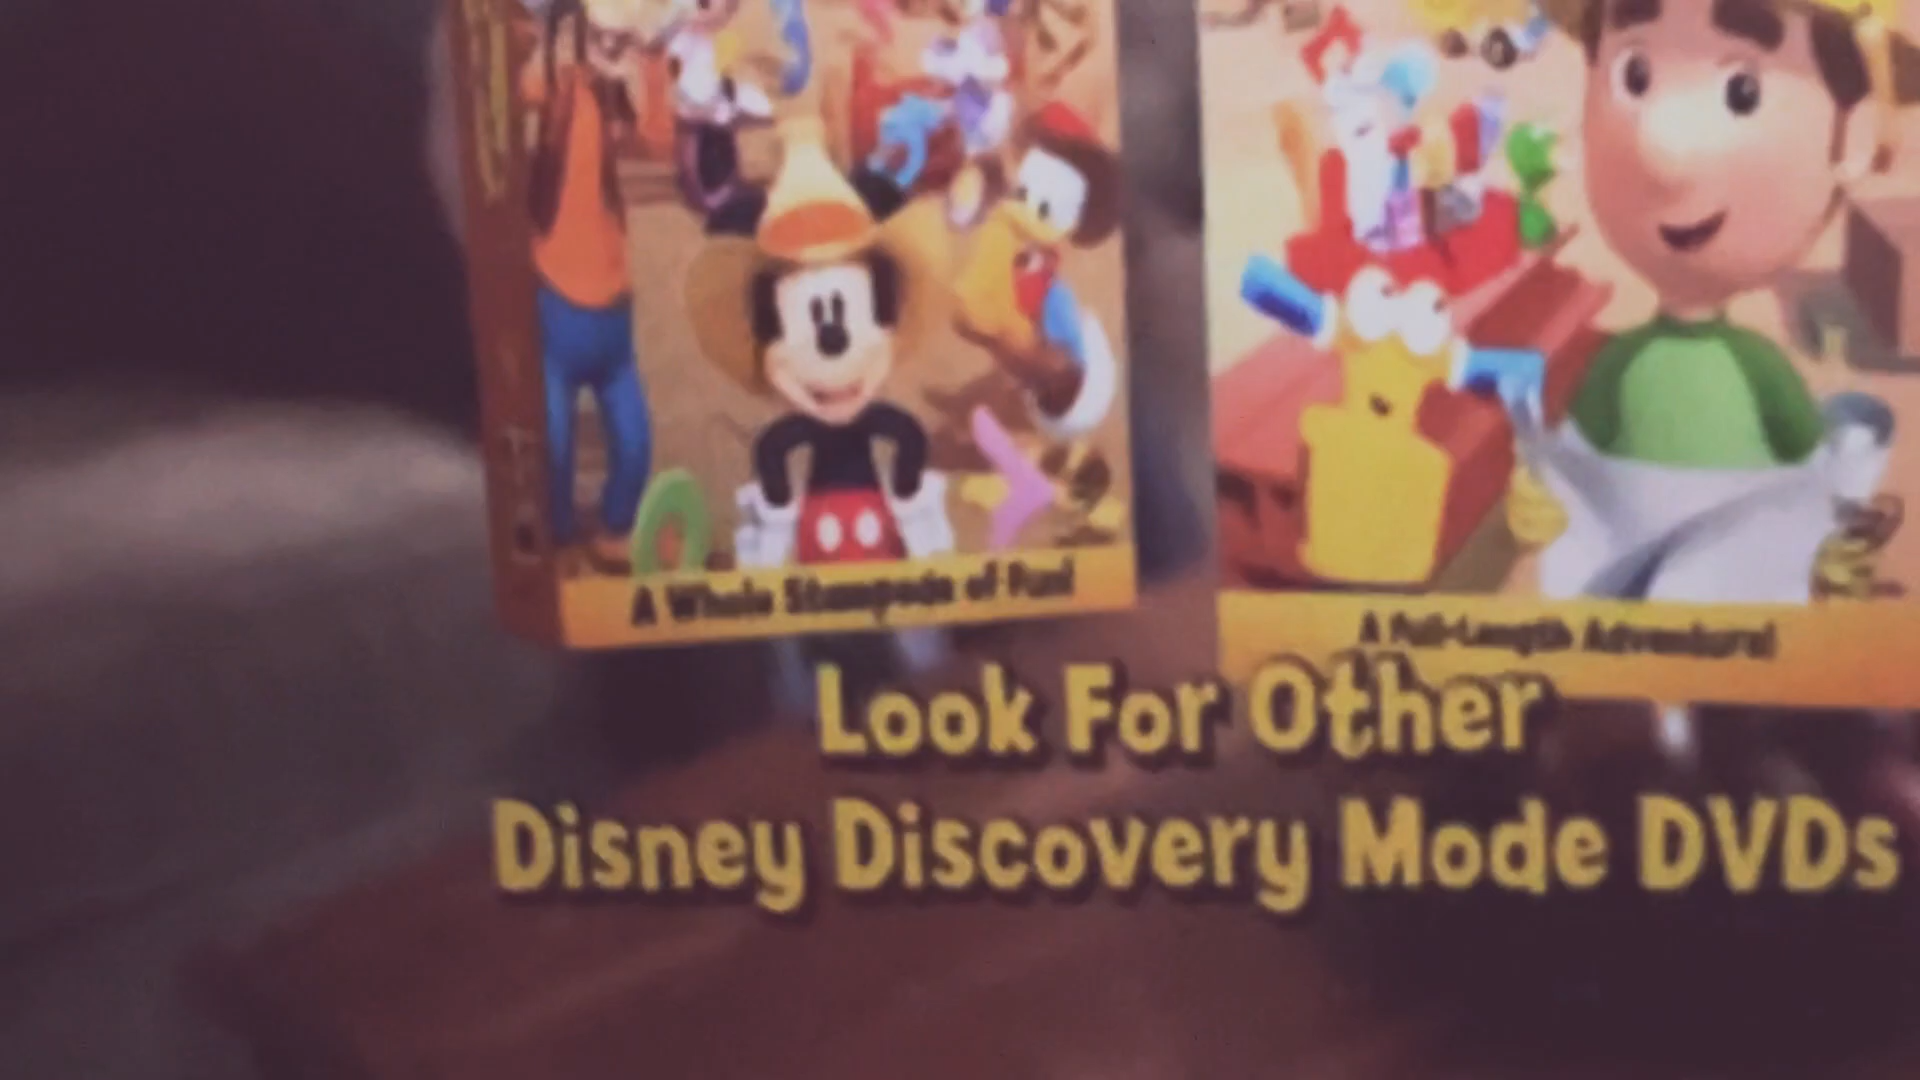 A Whole Stampede of Fun!
A Full-Length Adventure!
Look For Other
Disney Discovery Mode DVDs